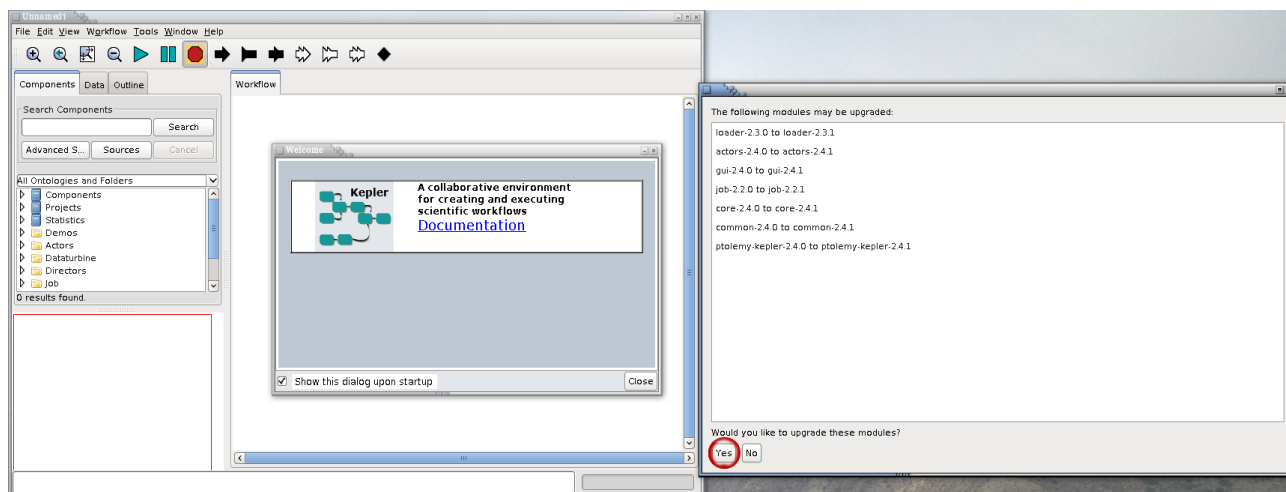 Unnamed1
File Edit View Workflow Tools Window Help
Components Data Outline
Search Components
Search
Advanced S... Sources Cancel
All Ontologies and Folders
Components
Projects
Statistics
Demos
Actors
Dataturbine
Directors
Job
0 results found.
Workflow
Welcome
Kepler
A collaborative environment
for creating and executing
scientific workflows
Documentation
Show this dialog upon startup
Close
The following modules may be upgraded:
loader-2.3.0 to loader-2.3.1
actors-2.4.0 to actors-2.4.1
gui-2.4.0 to gui-2.4.1
job-2.2.0 to job-2.2.1
core-2.4.0 to core-2.4.1
common-2.4.0 to common-2.4.1
ptolemy-kepler-2.4.0 to ptolemy-kepler-2.4.1
Would you like to upgrade these modules?
Yes No